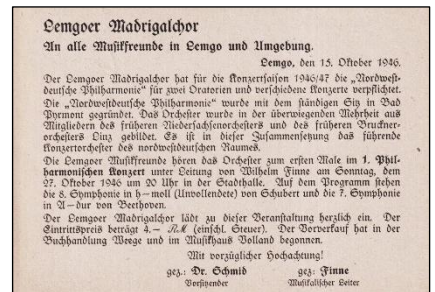 Lemgoer Madrigalchor
An alle Musikfreunde in Lemgo und Umgebung.
Lemgo, den 15. Oktober 1946.
Der Lemgoer Madrigalchor hat für die Konzertsaison 1946/47 die „Nordwest-
deutsche Philharmonie“ für zwei Oratorien und verschiedene Konzerte verpflichtet.
Die „Nordwestdeutsche Philharmonie“ wurde mit dem ständigen Sitz in Bad
Pyrmont gegründet. Das Orchester wurde in der überwiegenden Mehrheit aus
Mitgliedern des früheren Niedersachsenorchesters und des früheren Bruckner-
orchesters Linz gebildet. Es ist in dieser Zusammensetzung das führende
Konzertorchester des nordwestdeutschen Raumes.
Die Lemgoer Musikfreunde hören das Orchester zum ersten Male im 1. Phil-
harmonischen Konzert unter Leitung von Wilhelm Finne am Sonntag, dem
27. Oktober 1946 um 20 Uhr in der Stadthalle. Auf dem Programm stehen
die 8. Symphonie in h–moll (Unvollendete) von Schubert und die 7. Symphonie
in A–dur von Beethoven.
Der Lemgoer Madrigalchor lädt zu dieser Veranstaltung herzlich ein. Der
Eintrittspreis beträgt 4.— RM (einschl. Steuer). Der Vorverkauf hat in der
Buchhandlung Weege und im Musikhaus Volland begonnen.
Mit vorzüglicher Hochachtung!
gez.: Dr. Schmid gez: Finne
Vorsitzender Musikalischer Leiter